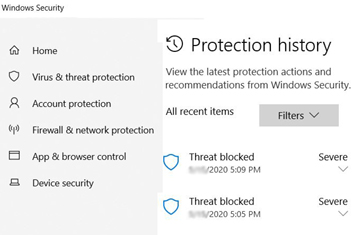 Windows Security
Home
Virus & threat protection
Account protection
Firewall & network protection
App & browser control
Device security
Protection history
View the latest protection actions and
recommendations from Windows Security.
All recent items
Filters
Threat blocked Severe
/2020 5:09 PM
Threat blocked Severe
/2020 5:05 PM